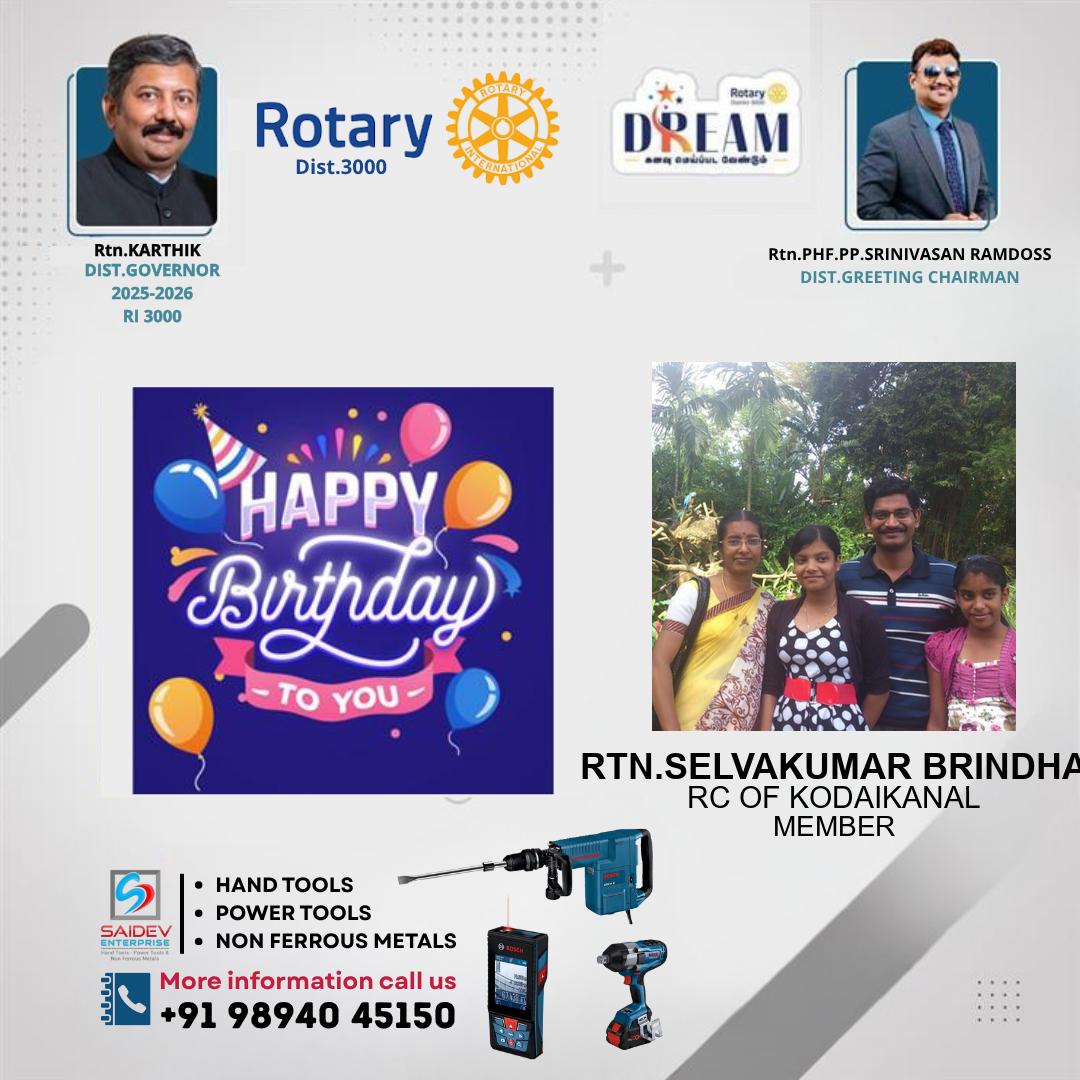 Rotary
Dist.3000
ROTARY
INTERNATIONAL
Rotary
DREAM
கனவு மெய்ப்பட வேண்டும்
Rtn.KARTHIK
DIST.GOVERNOR
2025-2026
RI 3000
Rtn.PHF.PP.SRINIVASAN RAMDOSS
DIST.GREETING CHAIRMAN
HAPPY
Birthday
- TO YOU -
RTN.SELVAKUMAR BRINDHA
RC OF KODAIKANAL
MEMBER
SAIDEV
ENTERPRISE
Hand Tools - Power Tools &
Non Ferrous Metals
• HAND TOOLS
• POWER TOOLS
• NON FERROUS METALS
More information call us
+91 98940 45150
BOSCH
BOSCH